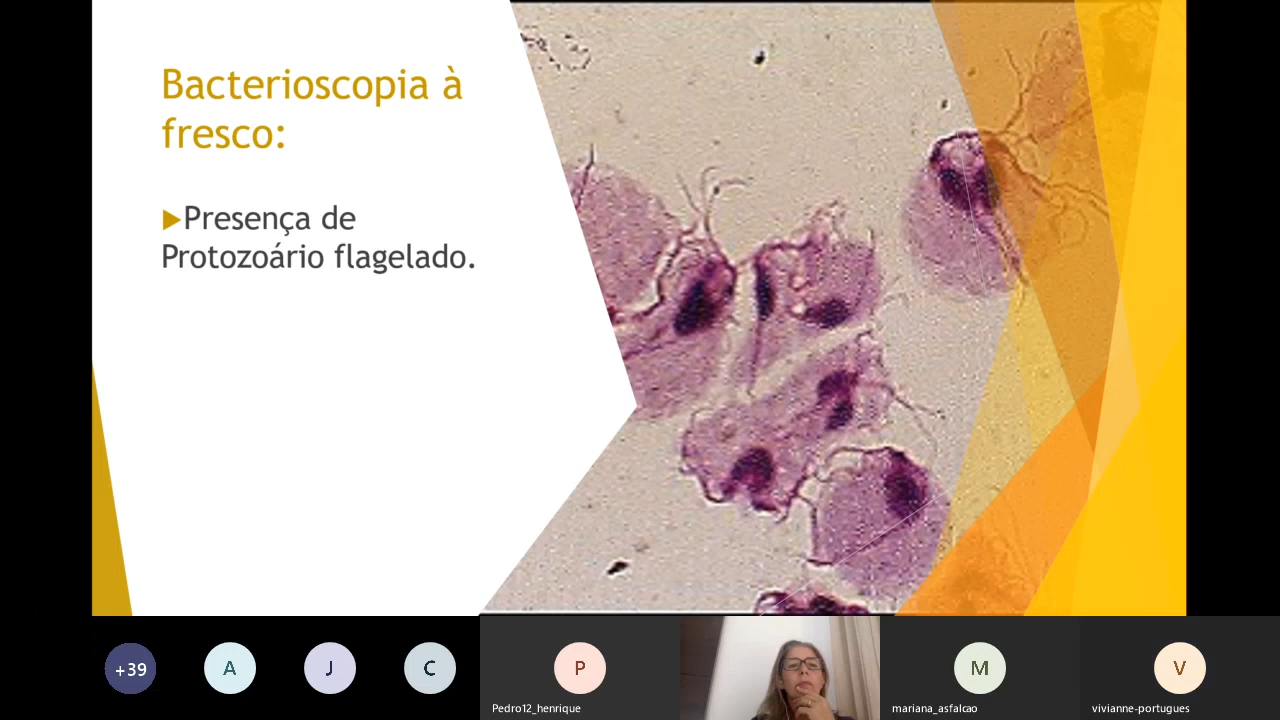 Bacterioscopia à
fresco:
▶Presença de
Protozoário flagelado.
+39
A
J
C
P
Pedro12_henrique
M
mariana_asfalcao
V
vivianne-portugues